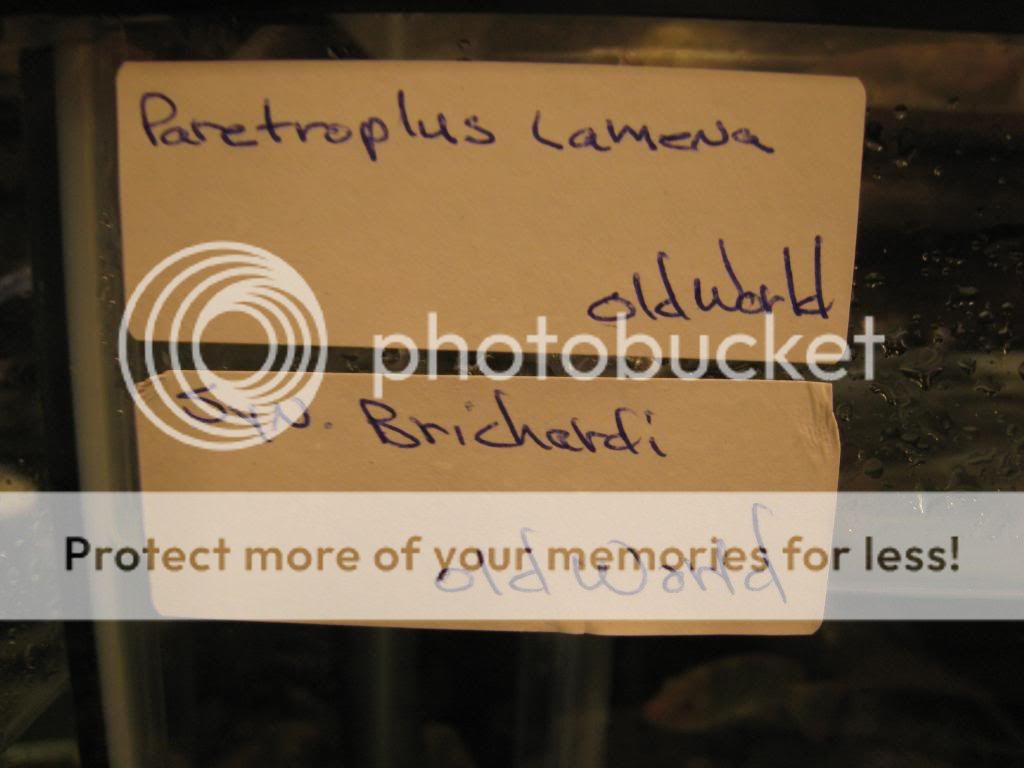 Paretroplus Lamena
old World
photobucket
Syn. Brichardi
Protect more of your memories for less!
old World